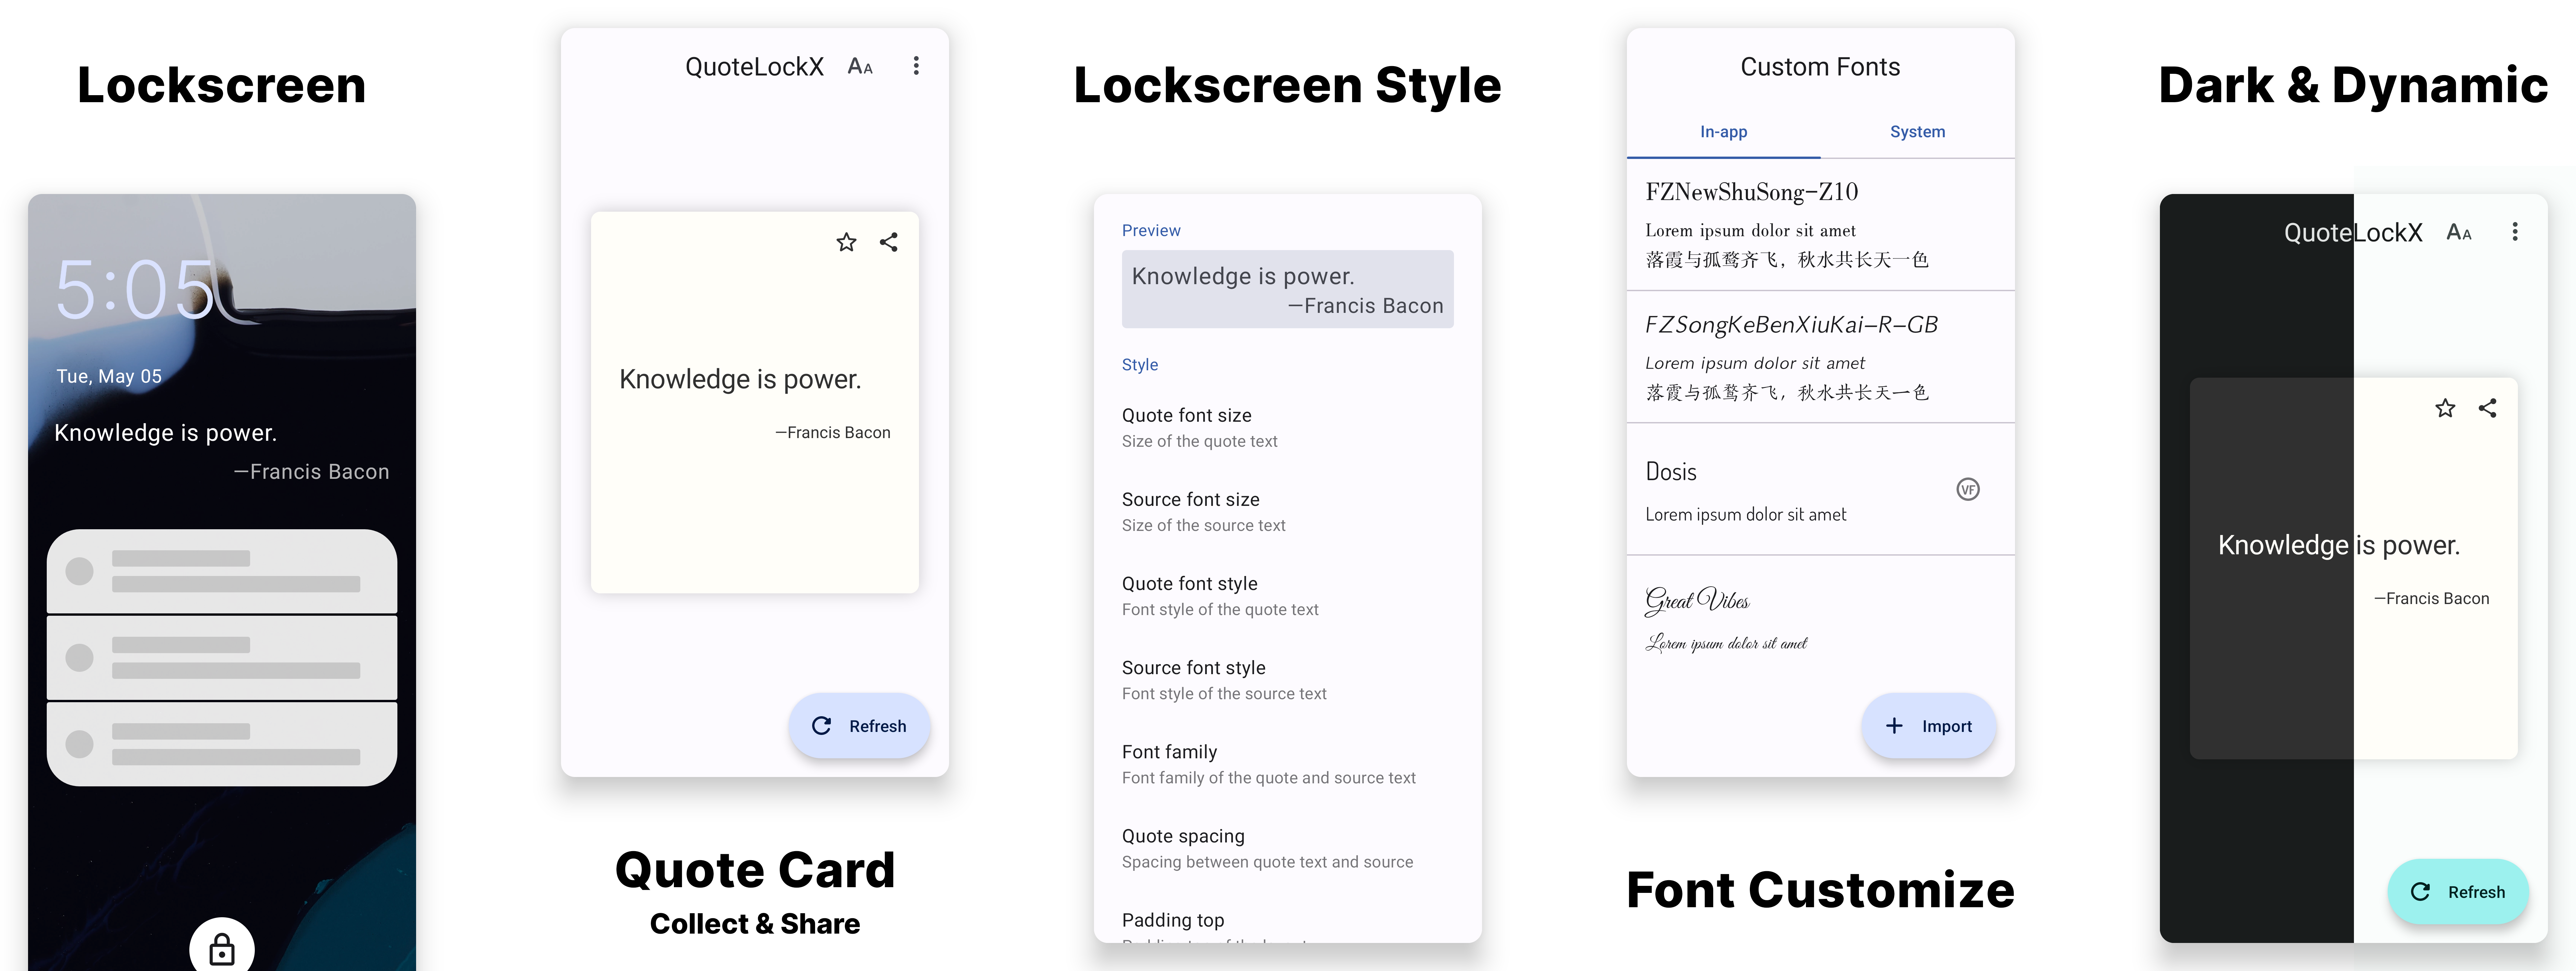 Lockscreen
5:05
Tue, May 05
Knowledge is power.
—Francis Bacon
QuoteLockX AA
Knowledge is power.
—Francis Bacon
Refresh
Quote Card
Collect & Share
Lockscreen Style
Preview
Knowledge is power.
—Francis Bacon
Style
Quote font size
Size of the quote text
Source font size
Size of the source text
Quote font style
Font style of the quote text
Source font style
Font style of the source text
Font family
Font family of the quote and source text
Quote spacing
Spacing between quote text and source
Padding top
Custom Fonts
In-app System
FZNewShuSong-Z10
Lorem ipsum dolor sit amet
落霞与孤鹜齐飞，秋水共长天一色
FZSongKeBenXiuKai-R-GB
Lorem ipsum dolor sit amet
落霞与孤鹜齐飞，秋水共长天一色
Dosis
VF
Lorem ipsum dolor sit amet
Great Vibes
Lorem ipsum dolor sit amet
Import
Font Customize
Dark & Dynamic
QuoteLockX AA
Knowledge is power.
—Francis Bacon
Refresh